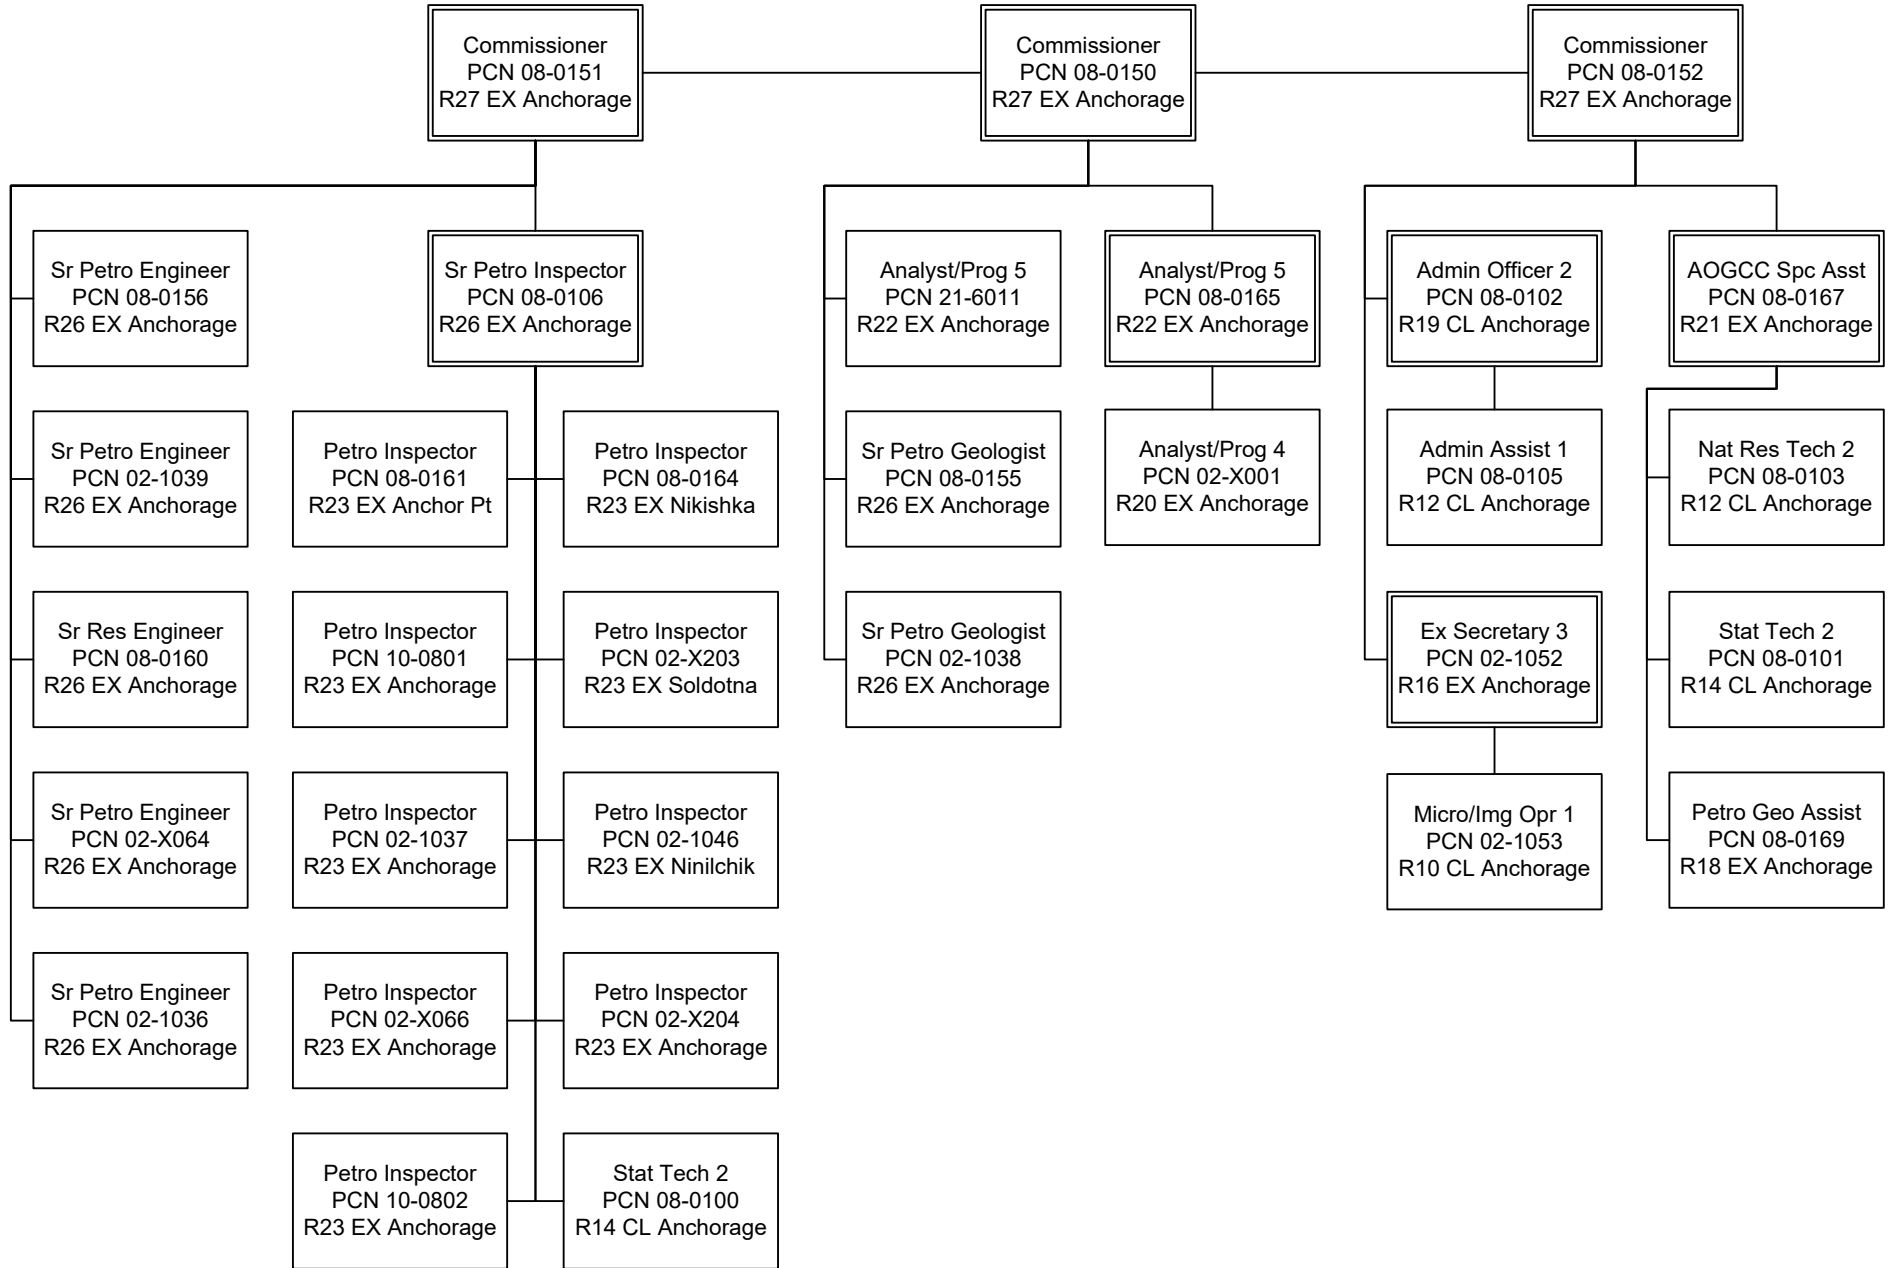 Commissioner
PCN 08-0151
R27 EX Anchorage
Commissioner
PCN 08-0150
R27 EX Anchorage
Commissioner
PCN 08-0152
R27 EX Anchorage
Sr Petro Engineer
PCN 08-0156
R26 EX Anchorage
Sr Petro Inspector
PCN 08-0106
R26 EX Anchorage
Analyst/Prog 5
PCN 21-6011
R22 EX Anchorage
Analyst/Prog 5
PCN 08-0165
R22 EX Anchorage
Admin Officer 2
PCN 08-0102
R19 CL Anchorage
AOGCC Spc Asst
PCN 08-0167
R21 EX Anchorage
Sr Petro Engineer
PCN 02-1039
R26 EX Anchorage
Petro Inspector
PCN 08-0161
R23 EX Anchor Pt
Petro Inspector
PCN 08-0164
R23 EX Nikishka
Sr Petro Geologist
PCN 08-0155
R26 EX Anchorage
Analyst/Prog 4
PCN 02-X001
R20 EX Anchorage
Admin Assist 1
PCN 08-0105
R12 CL Anchorage
Nat Res Tech 2
PCN 08-0103
R12 CL Anchorage
Sr Res Engineer
PCN 08-0160
R26 EX Anchorage
Petro Inspector
PCN 10-0801
R23 EX Anchorage
Petro Inspector
PCN 02-X203
R23 EX Soldotna
Sr Petro Geologist
PCN 02-1038
R26 EX Anchorage
Ex Secretary 3
PCN 02-1052
R16 EX Anchorage
Stat Tech 2
PCN 08-0101
R14 CL Anchorage
Sr Petro Engineer
PCN 02-X064
R26 EX Anchorage
Petro Inspector
PCN 02-1037
R23 EX Anchorage
Petro Inspector
PCN 02-1046
R23 EX Ninilchik
Micro/Img Opr 1
PCN 02-1053
R10 CL Anchorage
Petro Geo Assist
PCN 08-0169
R18 EX Anchorage
Sr Petro Engineer
PCN 02-1036
R26 EX Anchorage
Petro Inspector
PCN 02-X066
R23 EX Anchorage
Petro Inspector
PCN 02-X204
R23 EX Anchorage
Petro Inspector
PCN 10-0802
R23 EX Anchorage
Stat Tech 2
PCN 08-0100
R14 CL Anchorage